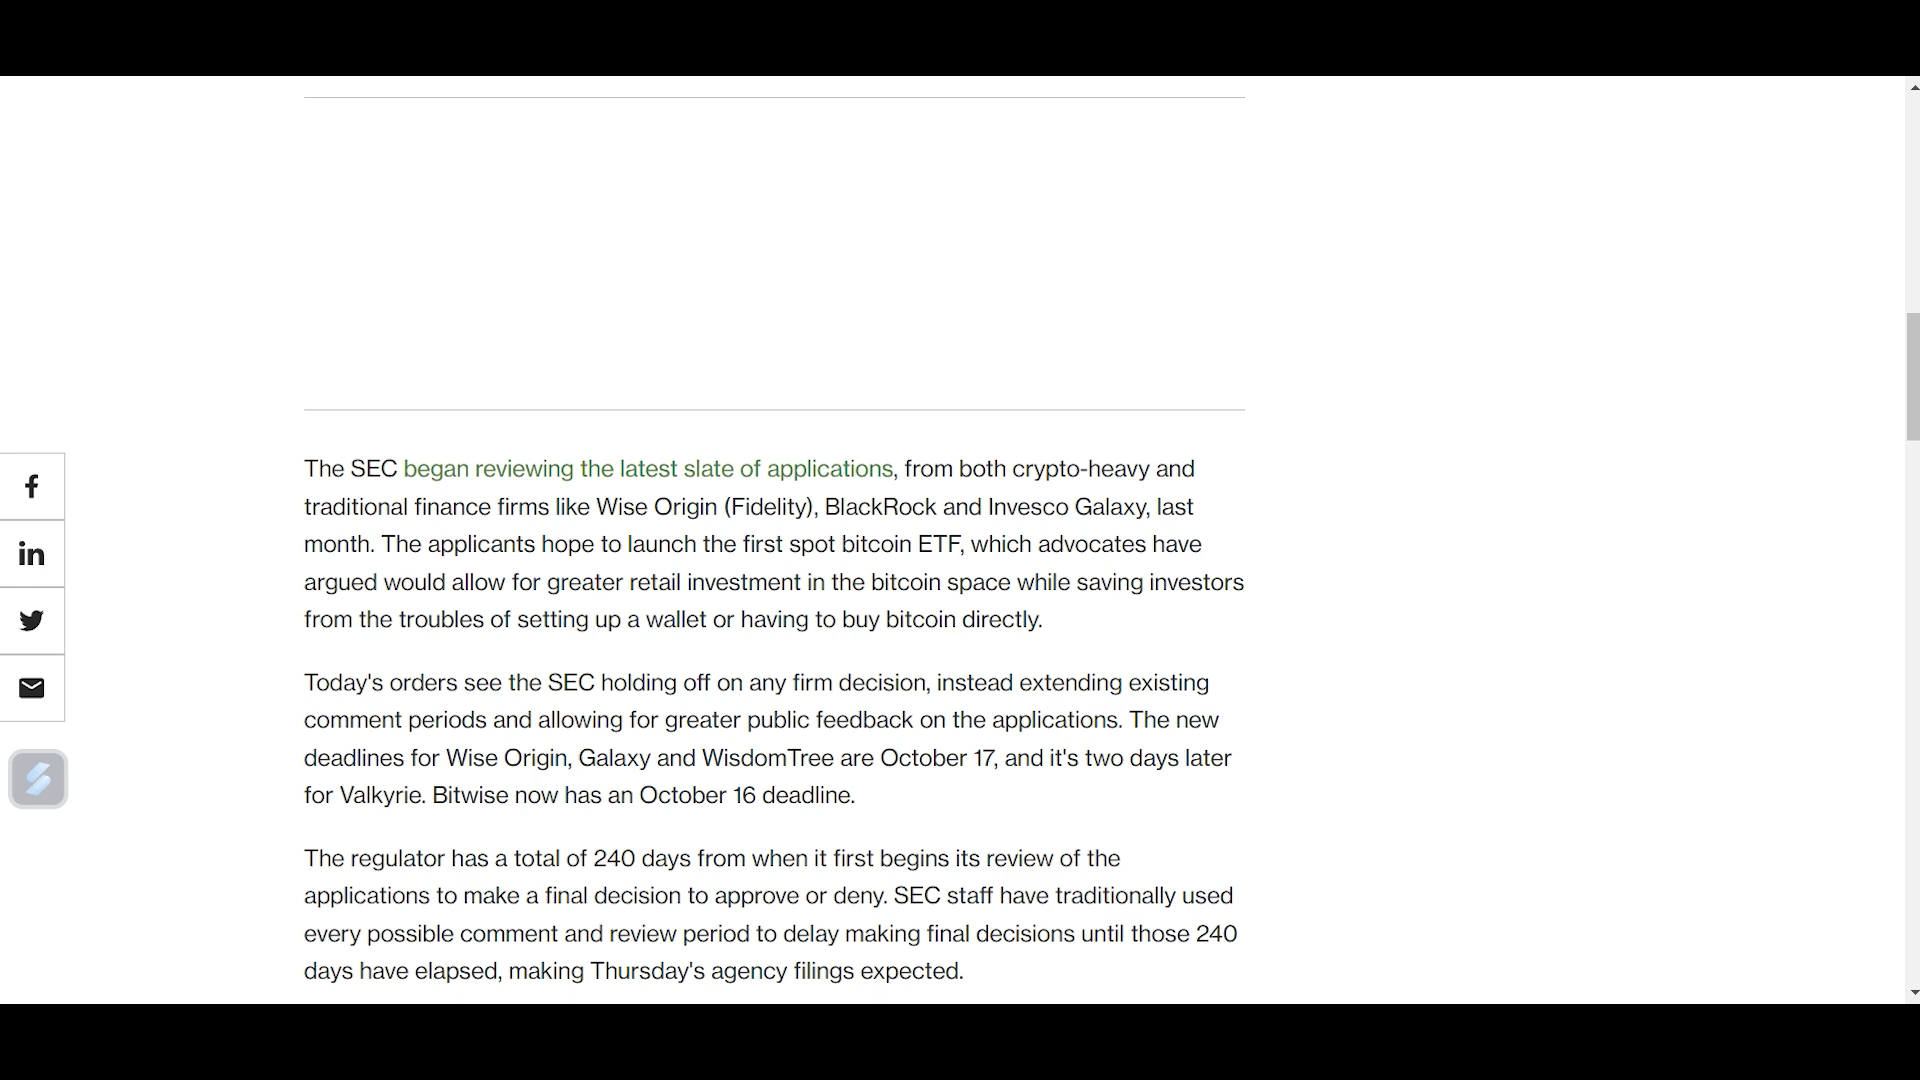 The SEC began reviewing the latest slate of applications, from both crypto-heavy and
traditional finance firms like Wise Origin (Fidelity), BlackRock and Invesco Galaxy, last
month. The applicants hope to launch the first spot bitcoin ETF, which advocates have
argued would allow for greater retail investment in the bitcoin space while saving investors
from the troubles of setting up a wallet or having to buy bitcoin directly.
Today's orders see the SEC holding off on any firm decision, instead extending existing
comment periods and allowing for greater public feedback on the applications. The new
deadlines for Wise Origin, Galaxy and WisdomTree are October 17, and it's two days later
for Valkyrie. Bitwise now has an October 16 deadline.
The regulator has a total of 240 days from when it first begins its review of the
applications to make a final decision to approve or deny. SEC staff have traditionally used
every possible comment and review period to delay making final decisions until those 240
days have elapsed, making Thursday's agency filings expected.